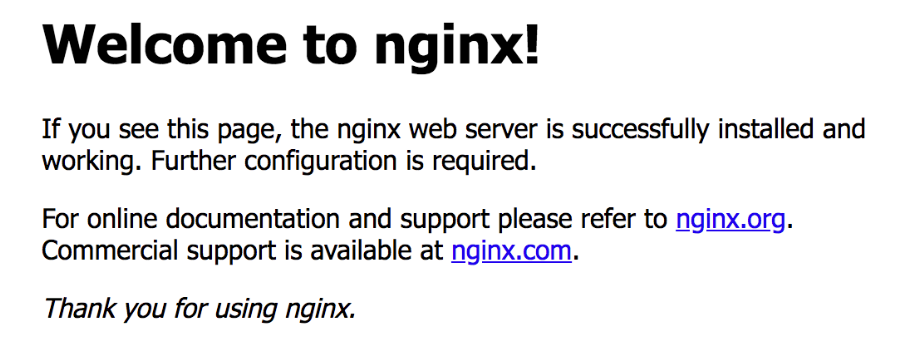 Welcome to nginx!
If you see this page, the nginx web server is successfully installed and
working. Further configuration is required.
For online documentation and support please refer to nginx.org.
Commercial support is available at nginx.com.
Thank you for using nginx.